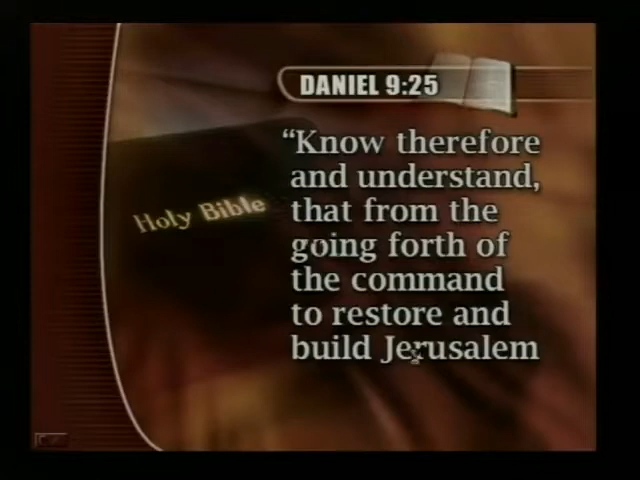 DANIEL 9:25
“Know therefore
and understand,
that from the
going forth of
the command
to restore and
build Jerusalem
Holy Bible